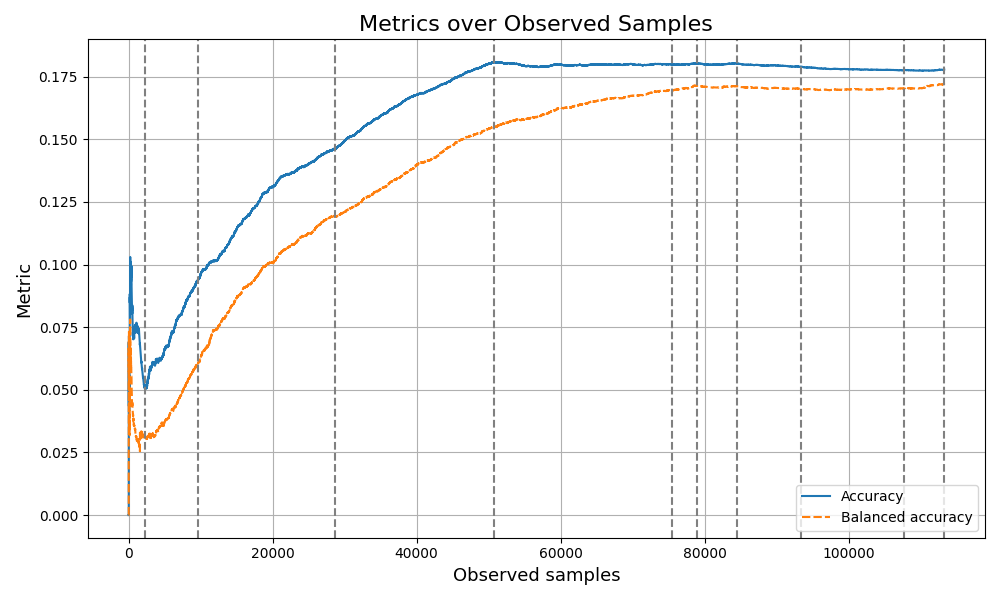 Metrics over Observed Samples
Metric
0.175
0.150
0.125
0.100
0.075
0.050
0.025
0.000
0
20000
40000
60000
80000
100000
Observed samples
Accuracy
Balanced accuracy